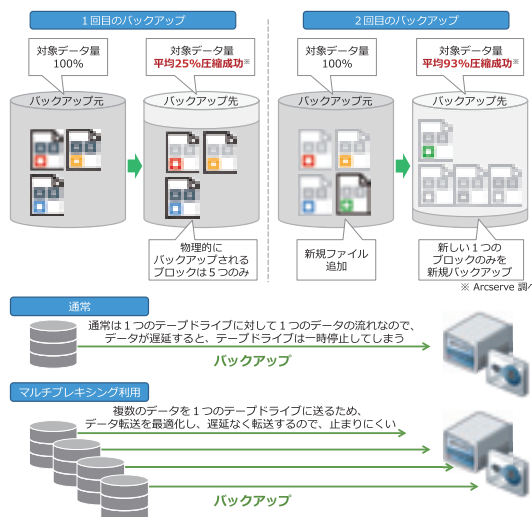 1回目のバックアップ
2回目のバックアップ
対象データ量
100%
対象データ量
平均25%圧縮成功※
対象データ量
100%
対象データ量
平均93%圧縮成功※
バックアップ元
バックアップ先
バックアップ元
バックアップ先
物理的に
バックアップされる
ブロックは5つのみ
新規ファイル
追加
新しい1つの
ブロックのみを
新規バックアップ
※ Arcserve 調べ
通常
通常は1つのテープドライブに対して1つのデータの流れなので、
データが遅延すると、テープドライブは一時停止してしまう
バックアップ
マルチプレキシング利用
複数のデータを1つのテープドライブに送るため、
データ転送を最適化し、遅延なく転送するので、止まりにくい
バックアップ